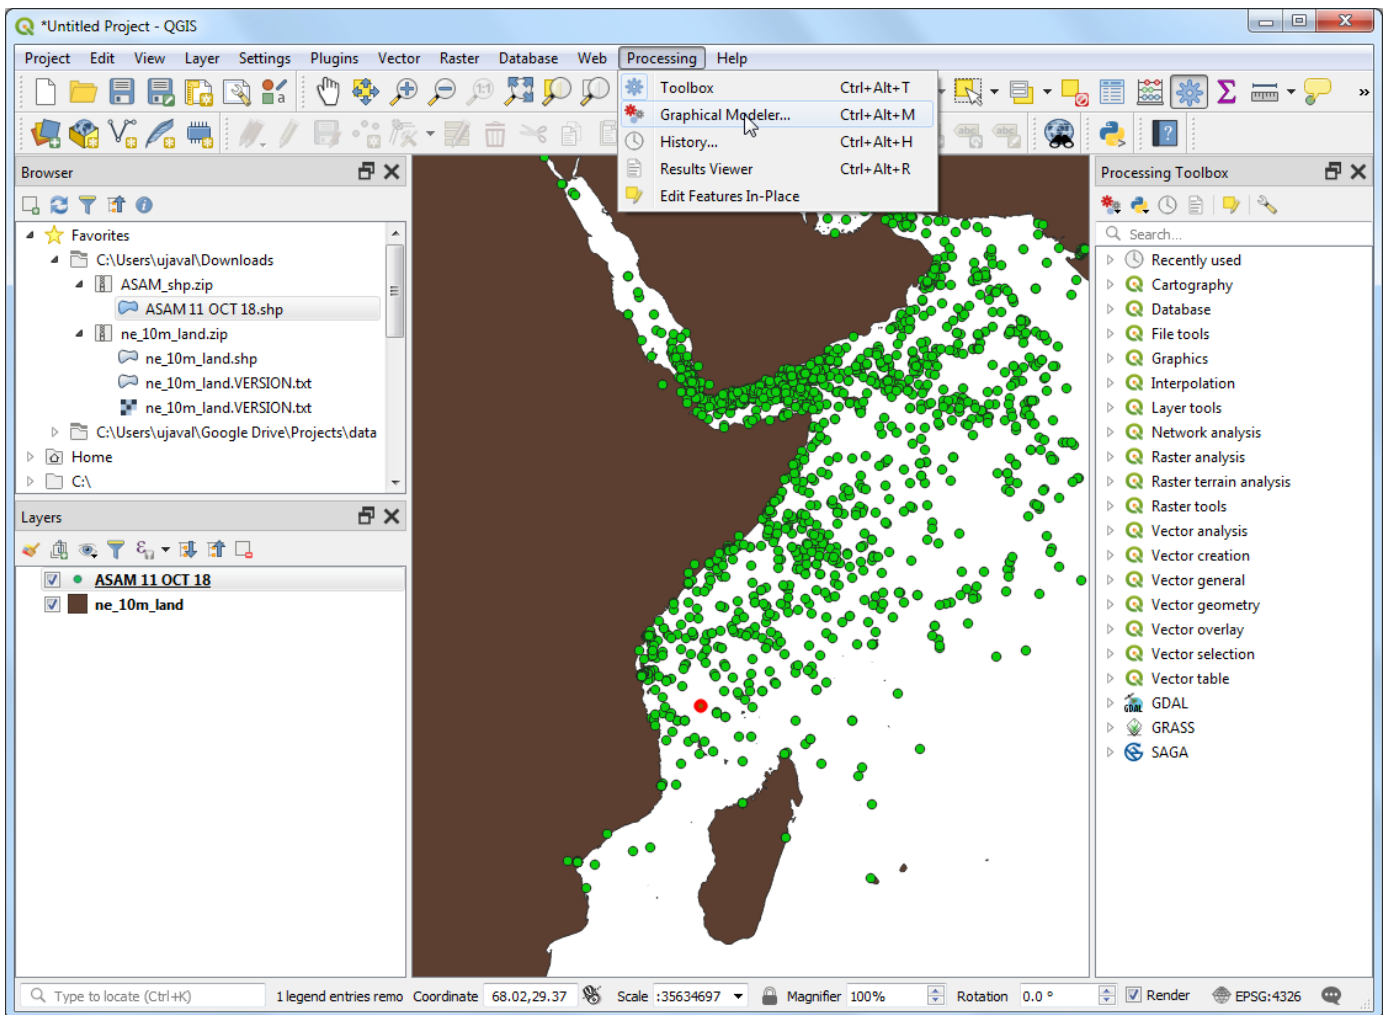 *Untitled Project - QGIS
Project Edit View Layer Settings Plugins Vector Raster Database Web Processing Help
Toolbox Ctrl+Alt+T
Graphical Modeler... Ctrl+Alt+M
History... Ctrl+Alt+H
Results Viewer Ctrl+Alt+R
Edit Features In-Place
Browser
Favorites
C:\Users\ujaval\Downloads
ASAM_shp.zip
ASAM 11 OCT 18.shp
ne_10m_land.zip
ne_10m_land.shp
ne_10m_land.VERSION.txt
ne_10m_land.VERSION.txt
C:\Users\ujaval\Google Drive\Projects\data
Home
C:\
Layers
ASAM 11 OCT 18
ne_10m_land
Processing Toolbox
Search...
Recently used
Cartography
Database
File tools
Graphics
Interpolation
Layer tools
Network analysis
Raster analysis
Raster terrain analysis
Raster tools
Vector analysis
Vector creation
Vector general
Vector geometry
Vector overlay
Vector selection
Vector table
GDAL
GRASS
SAGA
Type to locate (Ctrl+K) 1 legend entries remo Coordinate 68.02,29.37 Scale :35634697 Magnifier 100% Rotation 0.0 ° Render EPSG:4326